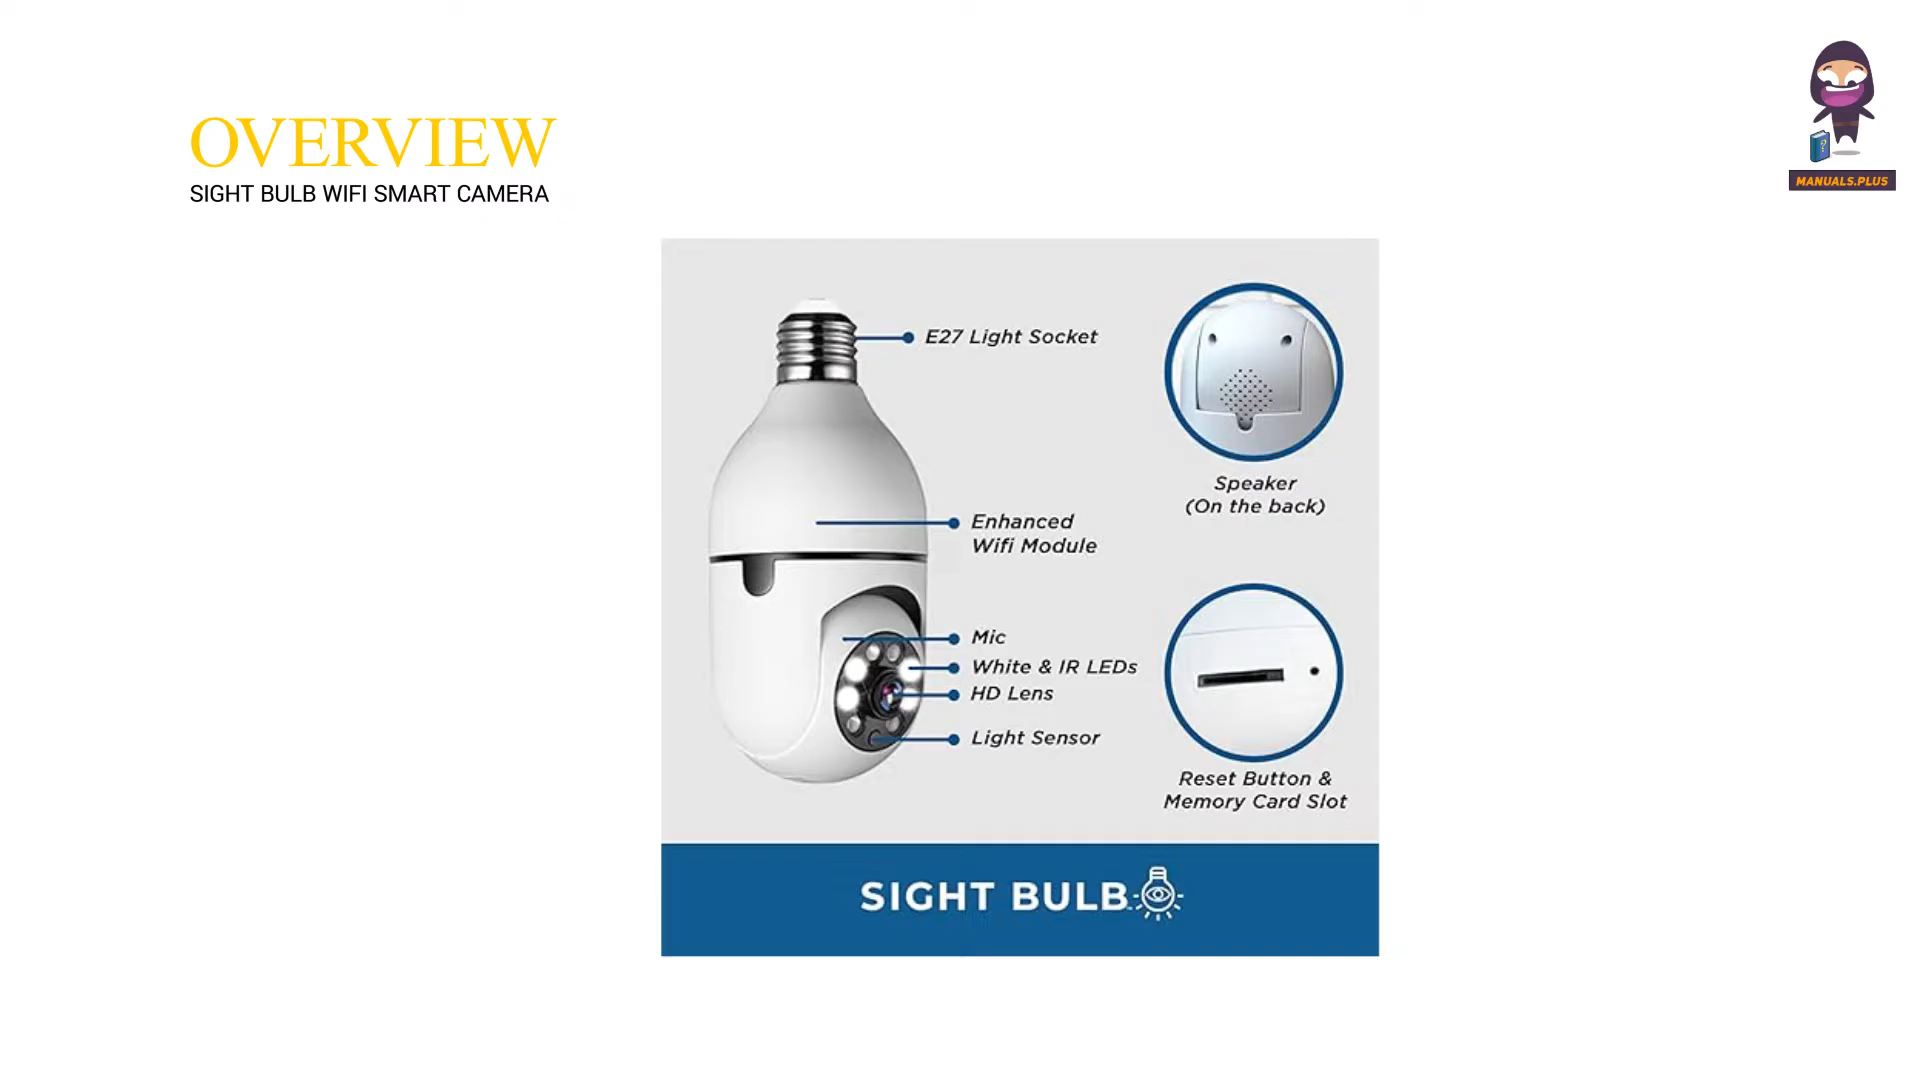 OVERVIEW
SIGHT BULB WIFI SMART CAMERA
MANUALS.PLUS
E27 Light Socket
Enhanced
Wifi Module
Mic
White & IR LEDs
HD Lens
Light Sensor
Speaker
(On the back)
Reset Button &
Memory Card Slot
SIGHT BULB